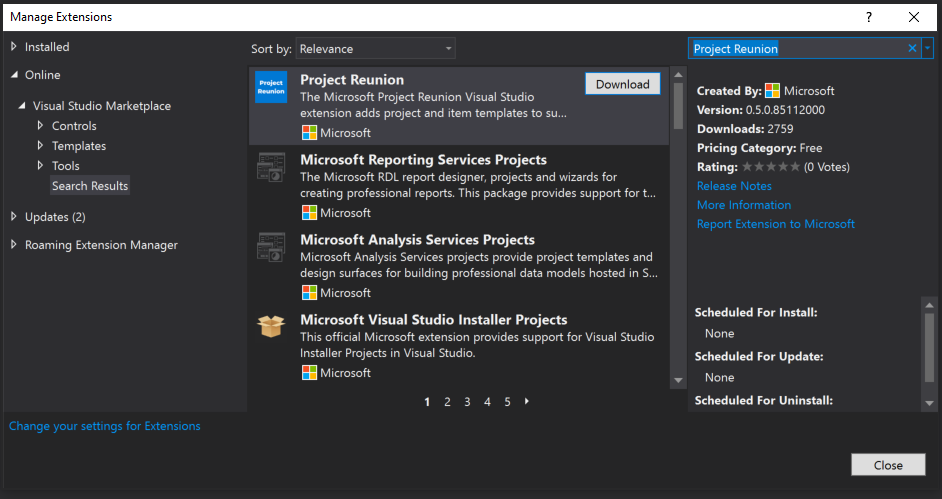 Manage Extensions
?
Installed
Online
Visual Studio Marketplace
Controls
Templates
Tools
Search Results
Updates (2)
Roaming Extension Manager
Sort by: Relevance
Project Reunion
Project Reunion
Project Reunion
Download
The Microsoft Project Reunion Visual Studio
extension adds project and item templates to su...
Microsoft
Microsoft Reporting Services Projects
The Microsoft RDL report designer, projects and wizards for
creating professional reports. This package provides support for t...
Microsoft
Microsoft Analysis Services Projects
Microsoft Analysis Services projects provide project templates and
design surfaces for building professional data models hosted in S...
Microsoft
Microsoft Visual Studio Installer Projects
This official Microsoft extension provides support for Visual Studio
Installer Projects in Visual Studio.
Microsoft
1 2 3 4 5
Created By: Microsoft
Version: 0.5.0.85112000
Downloads: 2759
Pricing Category: Free
Rating: (0 Votes)
Release Notes
More Information
Report Extension to Microsoft
Scheduled For Install:
None
Scheduled For Update:
None
Scheduled For Uninstall:
Change your settings for Extensions
Close